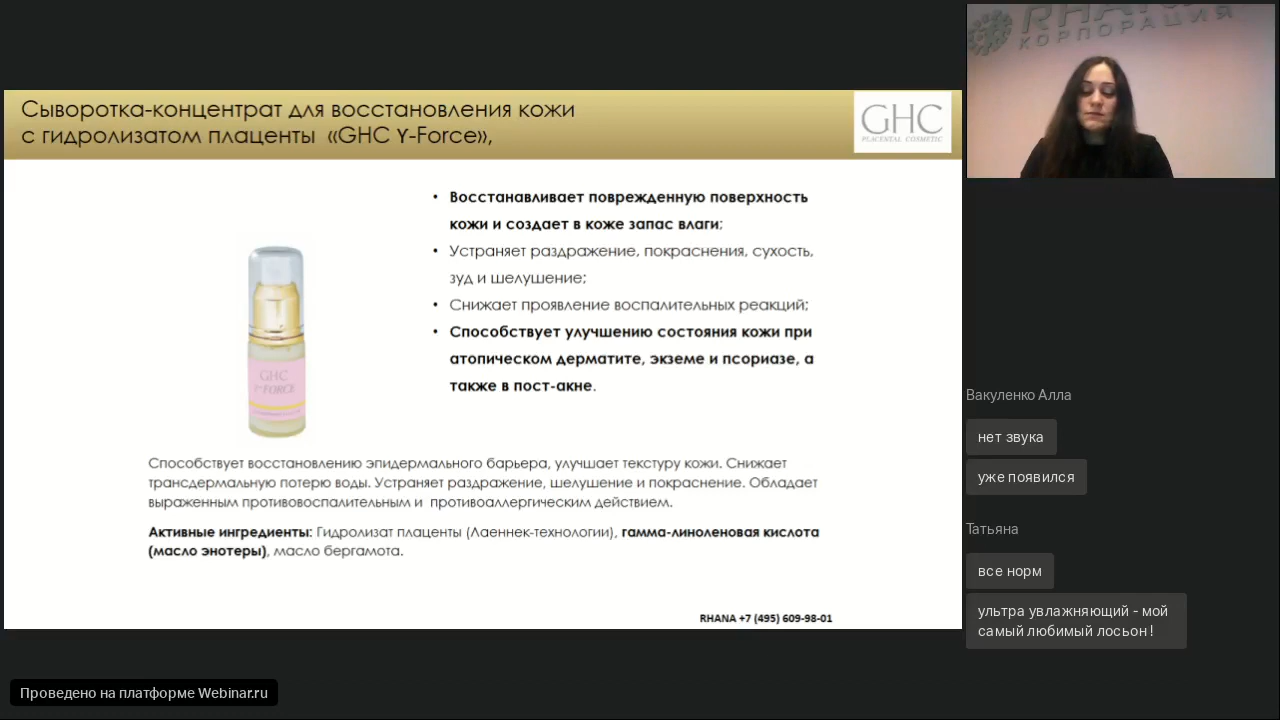 Сыворотка-концентрат для восстановления кожи
с гидролизатом плаценты «GHC Y-Force»,
GHC
PLACENTAL COSMETIC
• Восстанавливает поврежденную поверхность
кожи и создает в коже запас влаги;
• Устраняет раздражение, покраснения, сухость,
зуд и шелушение;
• Снижает проявление воспалительных реакций;
• Способствует улучшению состояния кожи при
атопическом дерматите, экземе и псориазе, а
также в пост-акне.
GHC
Y-FORCE
Способствует восстановлению эпидермального барьера, улучшает текстуру кожи. Снижает
трансдермальную потерю воды. Устраняет раздражение, шелушение и покраснение. Обладает
выраженным противовоспалительным и противоаллергическим действием.
Активные ингредиенты: Гидролизат плаценты (Лаеннек-технологии), гамма-линоленовая кислота
(масло энотеры), масло бергамота.
RHANA +7 (495) 609-98-01
КОРПОРАЦИЯ
Вакуленко Алла
нет звука
уже появился
Татьяна
все норм
ультра увлажняющий - мой
самый любимый лосьон !
Проведено на платформе Webinar.ru